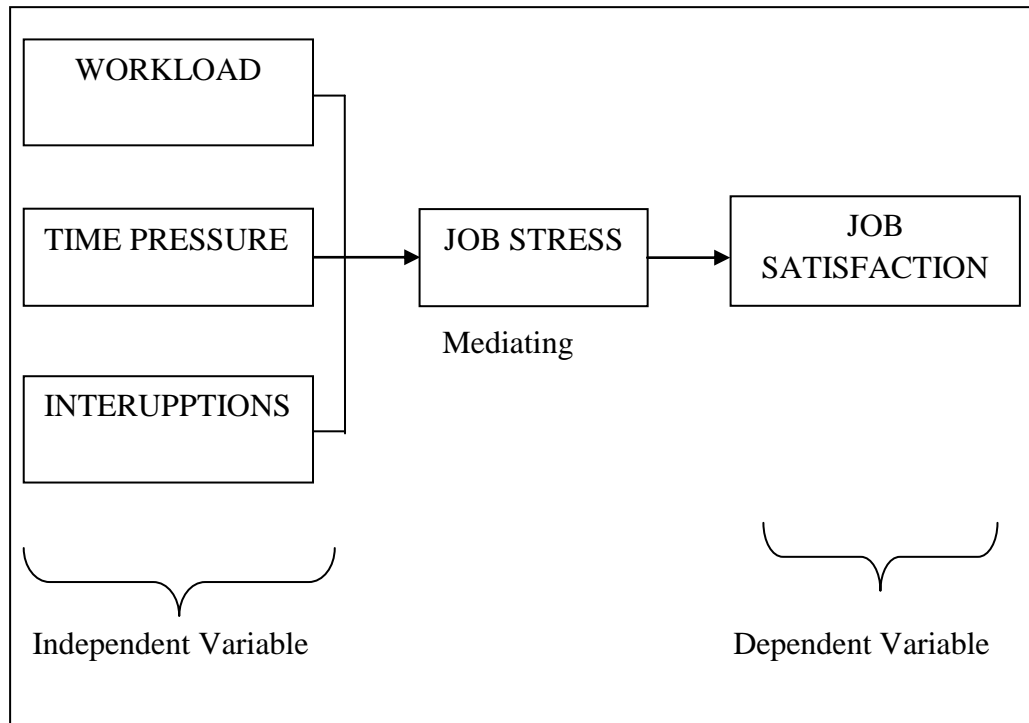 WORKLOAD
TIME PRESSURE
INTERUPPTIONS
JOB STRESS
Mediating
JOB
SATISFACTION
Independent Variable
Dependent Variable